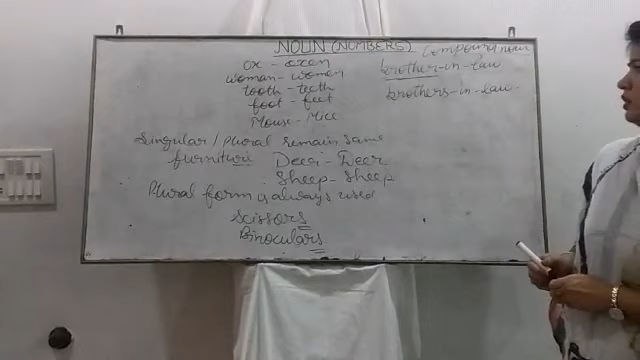 NOUN (NUMBERS)
compound noun
ox - oxen
brother-in-law
woman - women
tooth - teeth
brothers-in-law.
foot - feet
Mouse - Mice
Singular / plural remain same
furniture Deer - Deer
Sheep - Sheep
Plural form is always used
Scissors
Binoculars